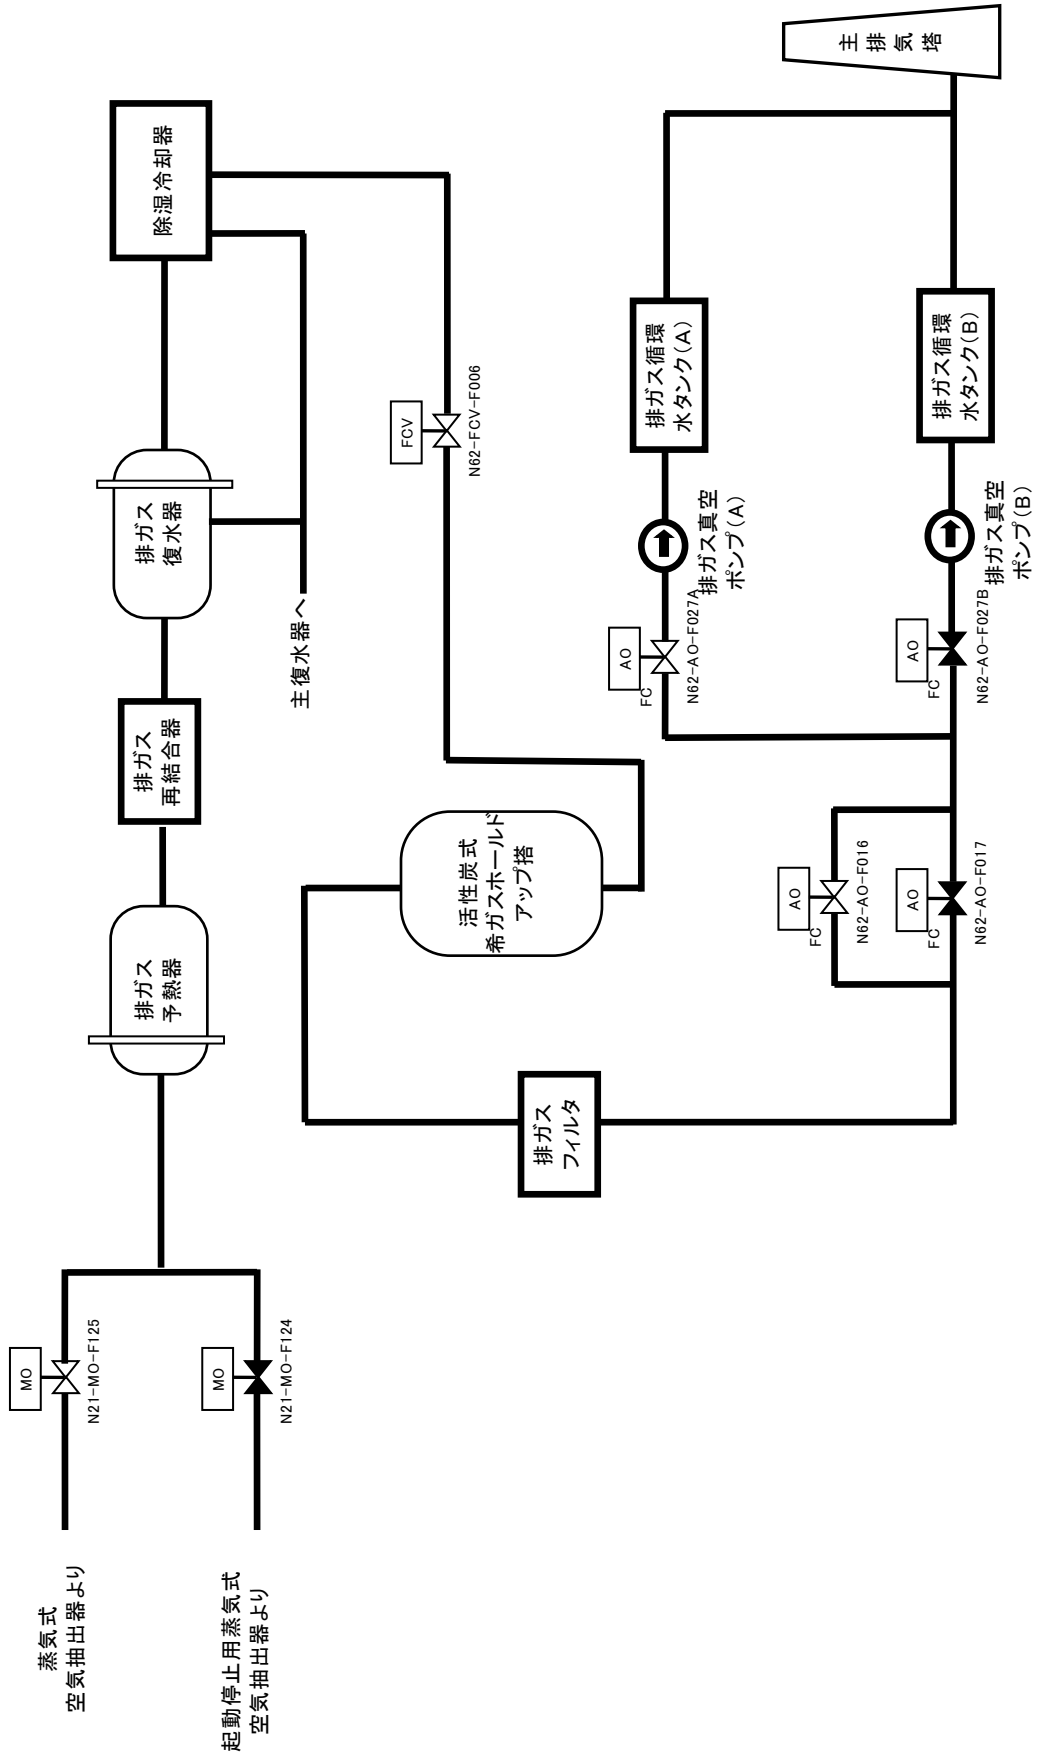 蒸気式
空気抽出器より
起動停止用蒸気式
空気抽出器より
MO
N21-MO-F125
MO
N21-MO-F124
排ガス
予熱器
排ガス
再結合器
排ガス
復水器
除湿冷却器
主復水器へ
FCV
N62-FCV-F006
活性炭式
希ガスホールド
アップ搭
排ガス
フィルタ
AO
FC
N62-AO-F016
AO
FC
N62-AO-F017
AO
FC
N62-AO-F027A
AO
FC
N62-AO-F027B
排ガス真空
ポンプ(A)
排ガス真空
ポンプ(B)
排ガス循環
水タンク(A)
排ガス循環
水タンク(B)
主排気塔